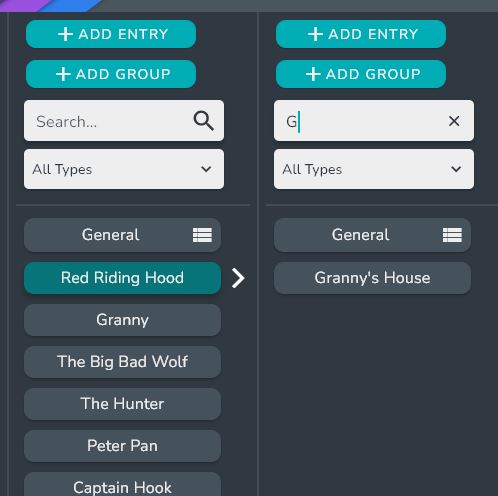 + ADD ENTRY
+ ADD GROUP
Search...
All Types
General
Red Riding Hood
Granny
The Big Bad Wolf
The Hunter
Peter Pan
Captain Hook
+ ADD ENTRY
+ ADD GROUP
G
All Types
General
Granny's House